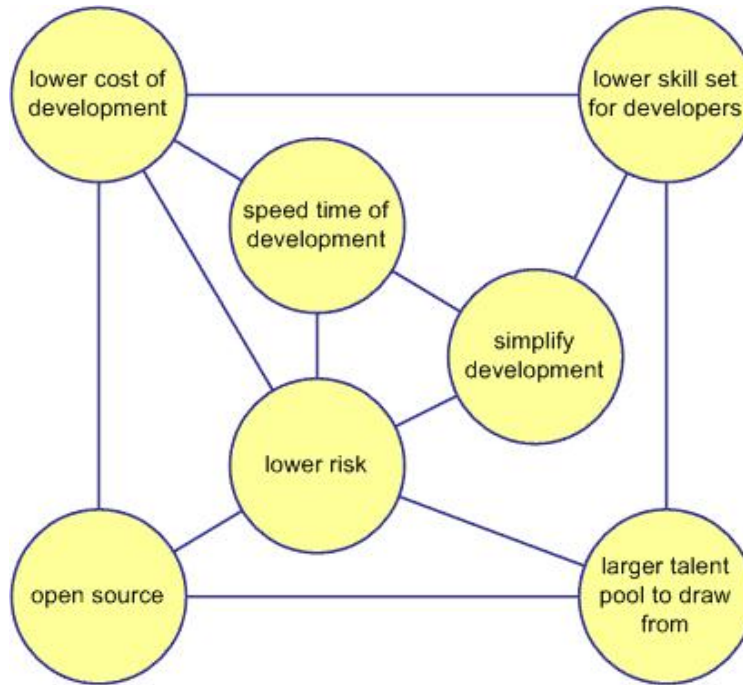 lower cost of
development
lower skill set
for developers
speed time of
development
simplify
development
lower risk
open source
larger talent
pool to draw
from